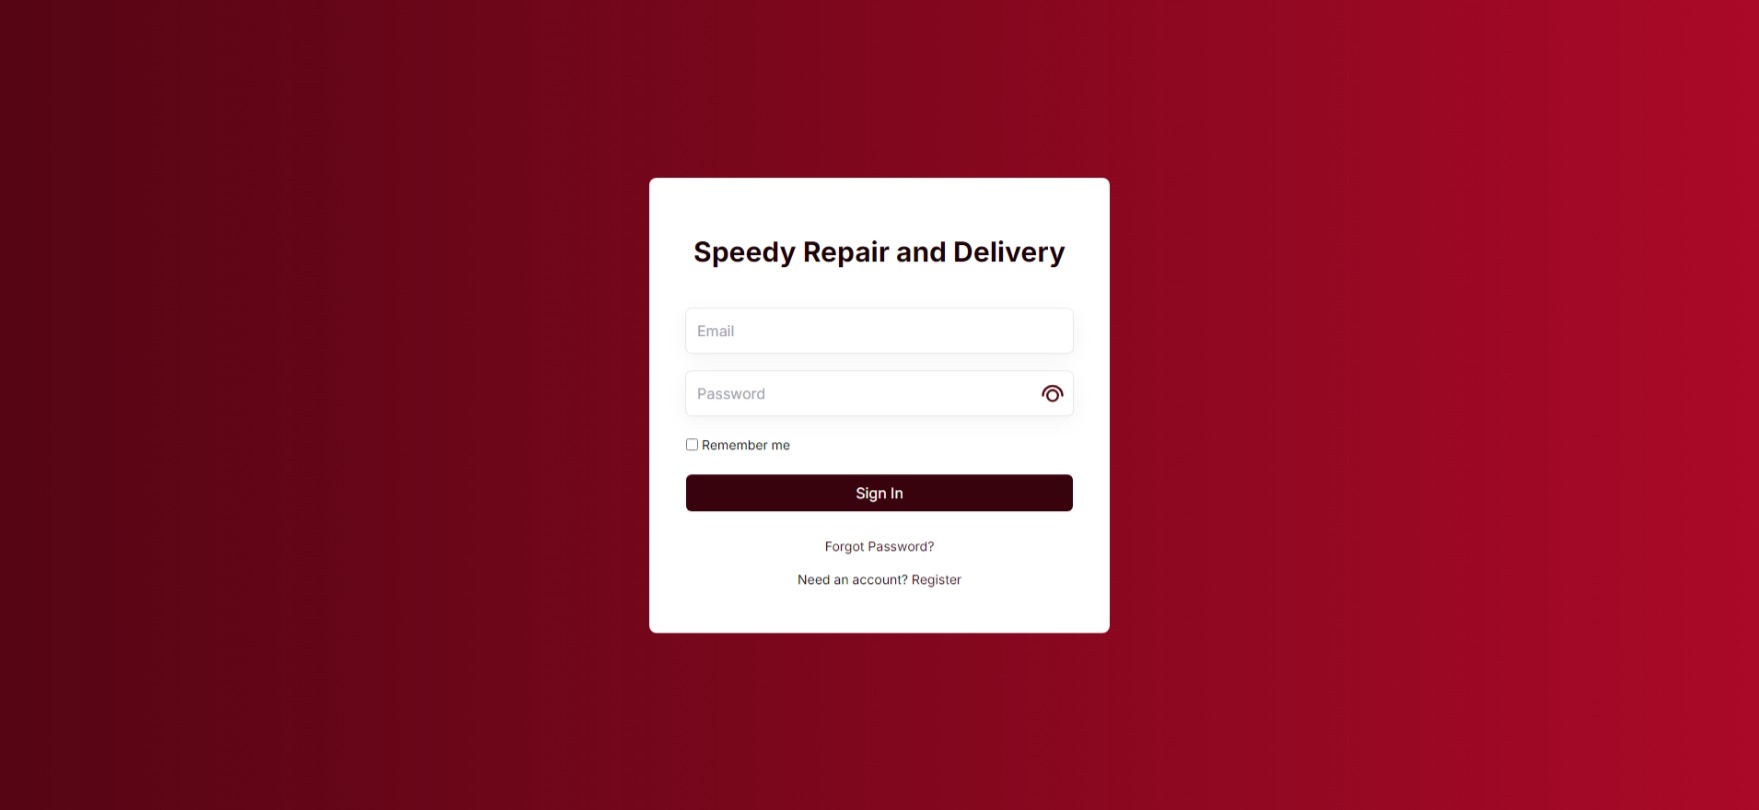 Speedy Repair and Delivery
Email
Password
Remember me
Sign In
Forgot Password?
Need an account? Register